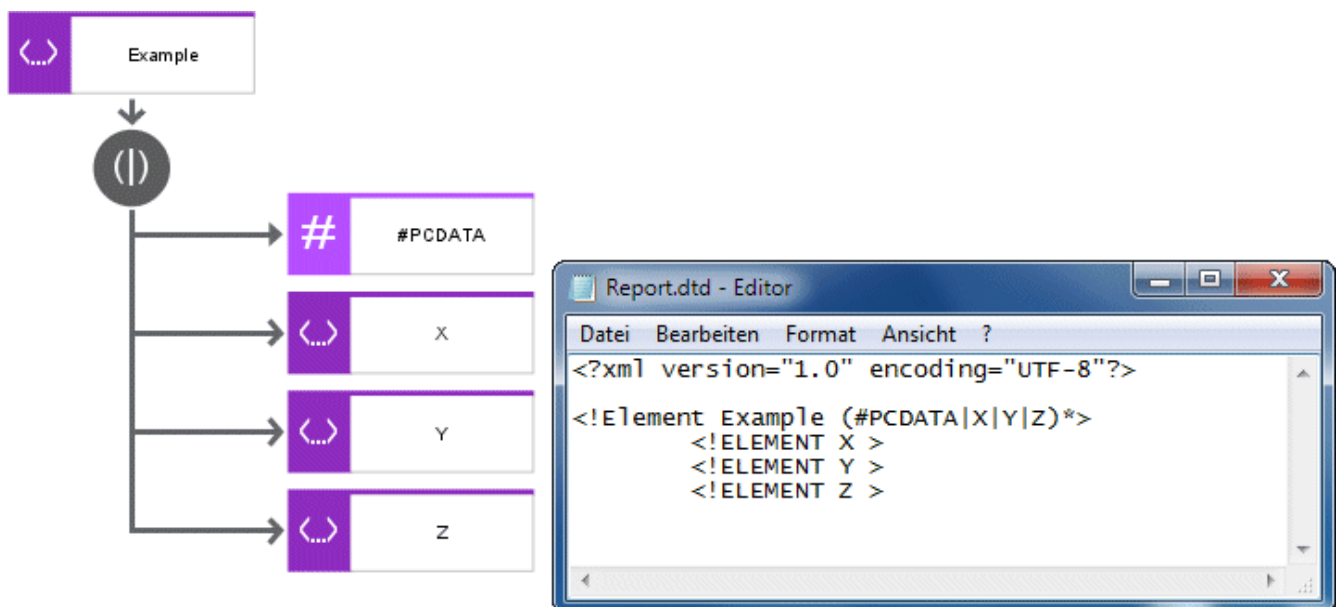 <...> Example
(|)
# #PCDATA
<...> X
<...> Y
<...> Z
Report.dtd - Editor
Datei Bearbeiten Format Ansicht ?
<?xml version="1.0" encoding="UTF-8"?>
<!Element Example (#PCDATA|X|Y|Z)*>
<!ELEMENT X >
<!ELEMENT Y >
<!ELEMENT Z >